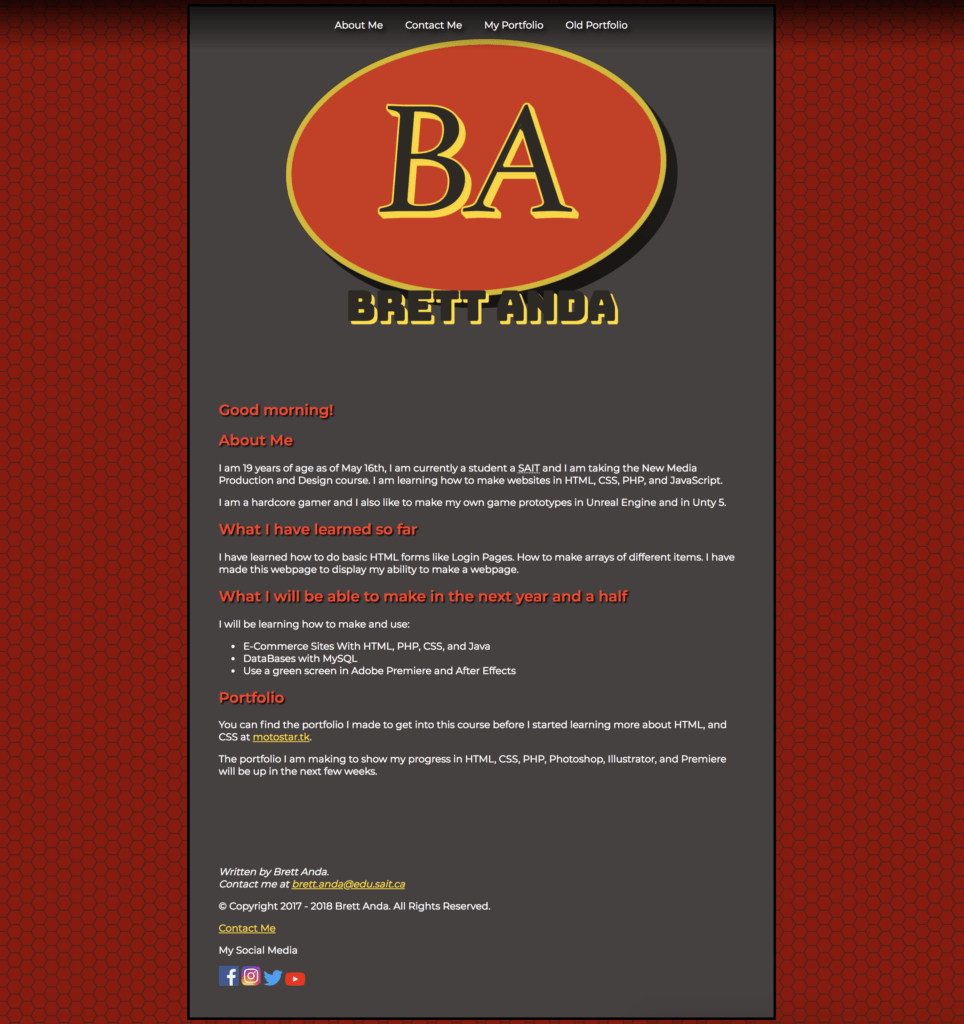 About Me Contact Me My Portfolio Old Portfolio
BA
BRETT ANDA
Good morning!
About Me
I am 19 years of age as of May 16th, I am currently a student a SAIT and I am taking the New Media
Production and Design course. I am learning how to make websites in HTML, CSS, PHP, and JavaScript.
I am a hardcore gamer and I also like to make my own game prototypes in Unreal Engine and in Unty 5.
What I have learned so far
I have learned how to do basic HTML forms like Login Pages. How to make arrays of different items. I have
made this webpage to display my ability to make a webpage.
What I will be able to make in the next year and a half
I will be learning how to make and use:
• E-Commerce Sites With HTML, PHP, CSS, and Java
• DataBases with MySQL
• Use a green screen in Adobe Premiere and After Effects
Portfolio
You can find the portfolio I made to get into this course before I started learning more about HTML, and
CSS at motostar.tk.
The portfolio I am making to show my progress in HTML, CSS, PHP, Photoshop, Illustrator, and Premiere
will be up in the next few weeks.
Written by Brett Anda.
Contact me at brett.anda@edu.sait.ca
© Copyright 2017 - 2018 Brett Anda. All Rights Reserved.
Contact Me
My Social Media